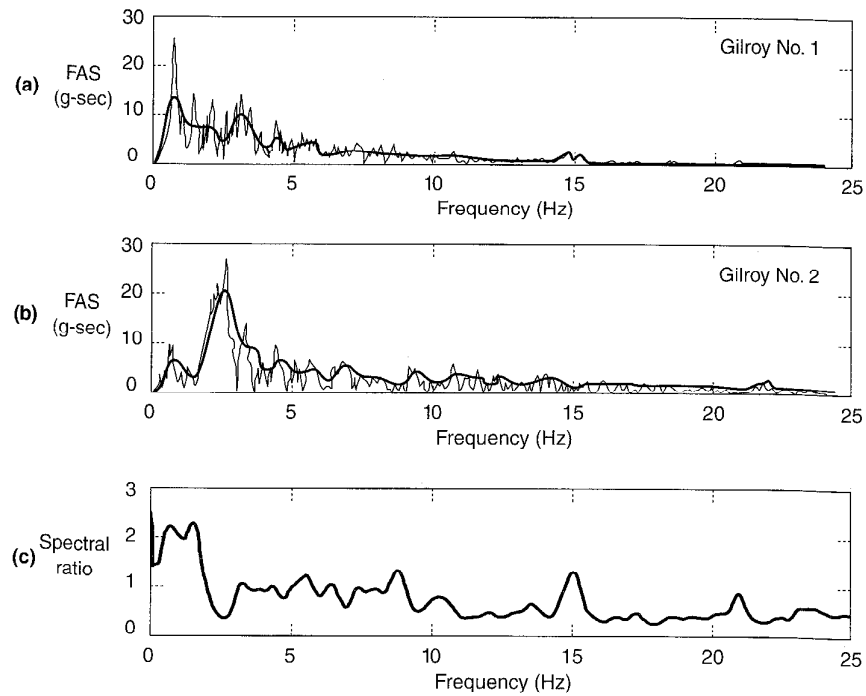 30
Gilroy No. 1
(a)
FAS
(g-sec)
20
10
0
0 5 10 15 20 25
Frequency (Hz)
30
Gilroy No. 2
(b)
FAS
(g-sec)
20
10
0
0 5 10 15 20 25
Frequency (Hz)
3
(c)
Spectral
ratio
2
1
0
0 5 10 15 20 25
Frequency (Hz)